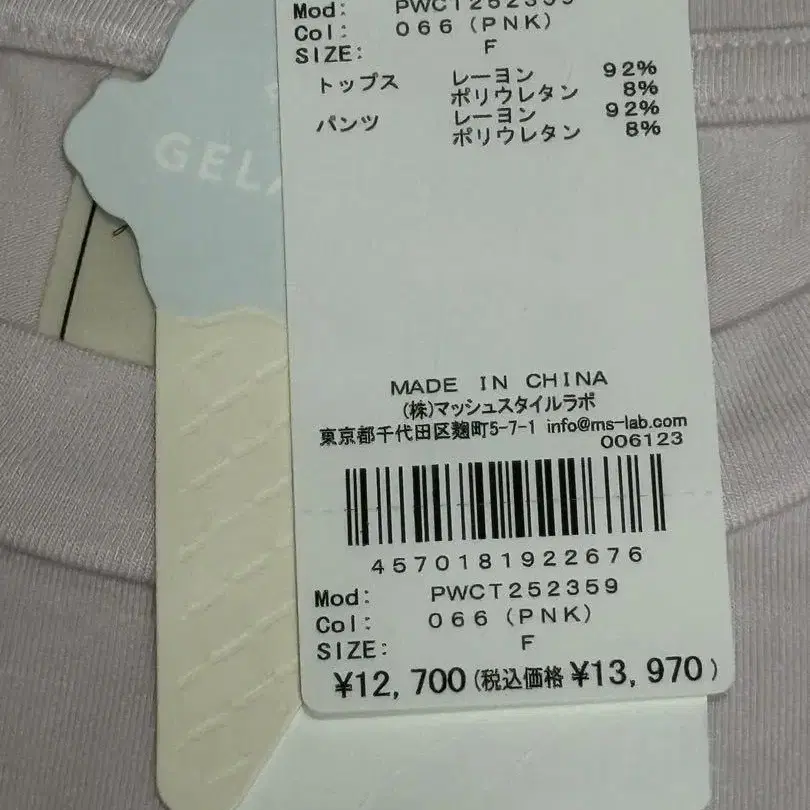 Mod: PWCT252359
Col: 066 (PNK)
SIZE: F
トップス レーヨン 92%
ポリウレタン 8%
パンツ レーヨン 92%
ポリウレタン 8%
GELA
MADE IN CHINA
(株)マッシュスタイルラボ
東京都千代田区麹町5-7-1 info@ms-lab.com
006123
4570181922676
Mod: PWCT252359
Col: 066 (PNK)
SIZE: F
¥12,700 (税込価格 ¥13,970)